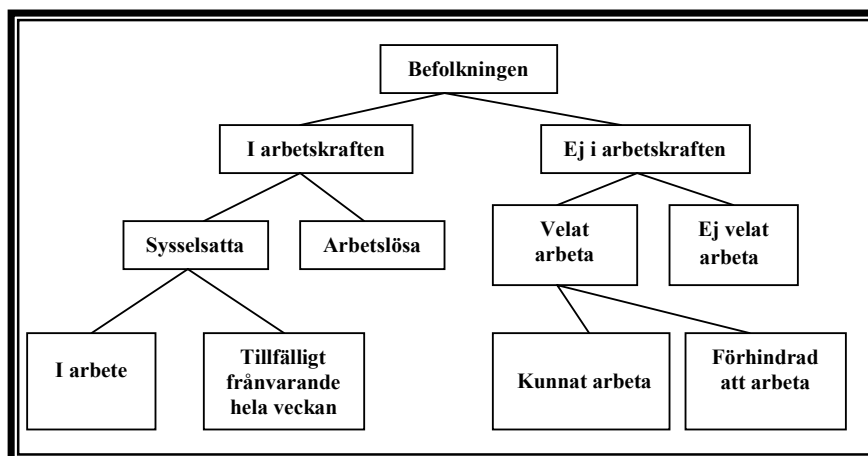 Befolkningen
I arbetskraften
Ej i arbetskraften
Sysselsatta
Arbetslösa
Velat
arbeta
Ej velat
arbeta
I arbete
Tillfälligt
frånvarande
hela veckan
Kunnat arbeta
Förhindrad
att arbeta